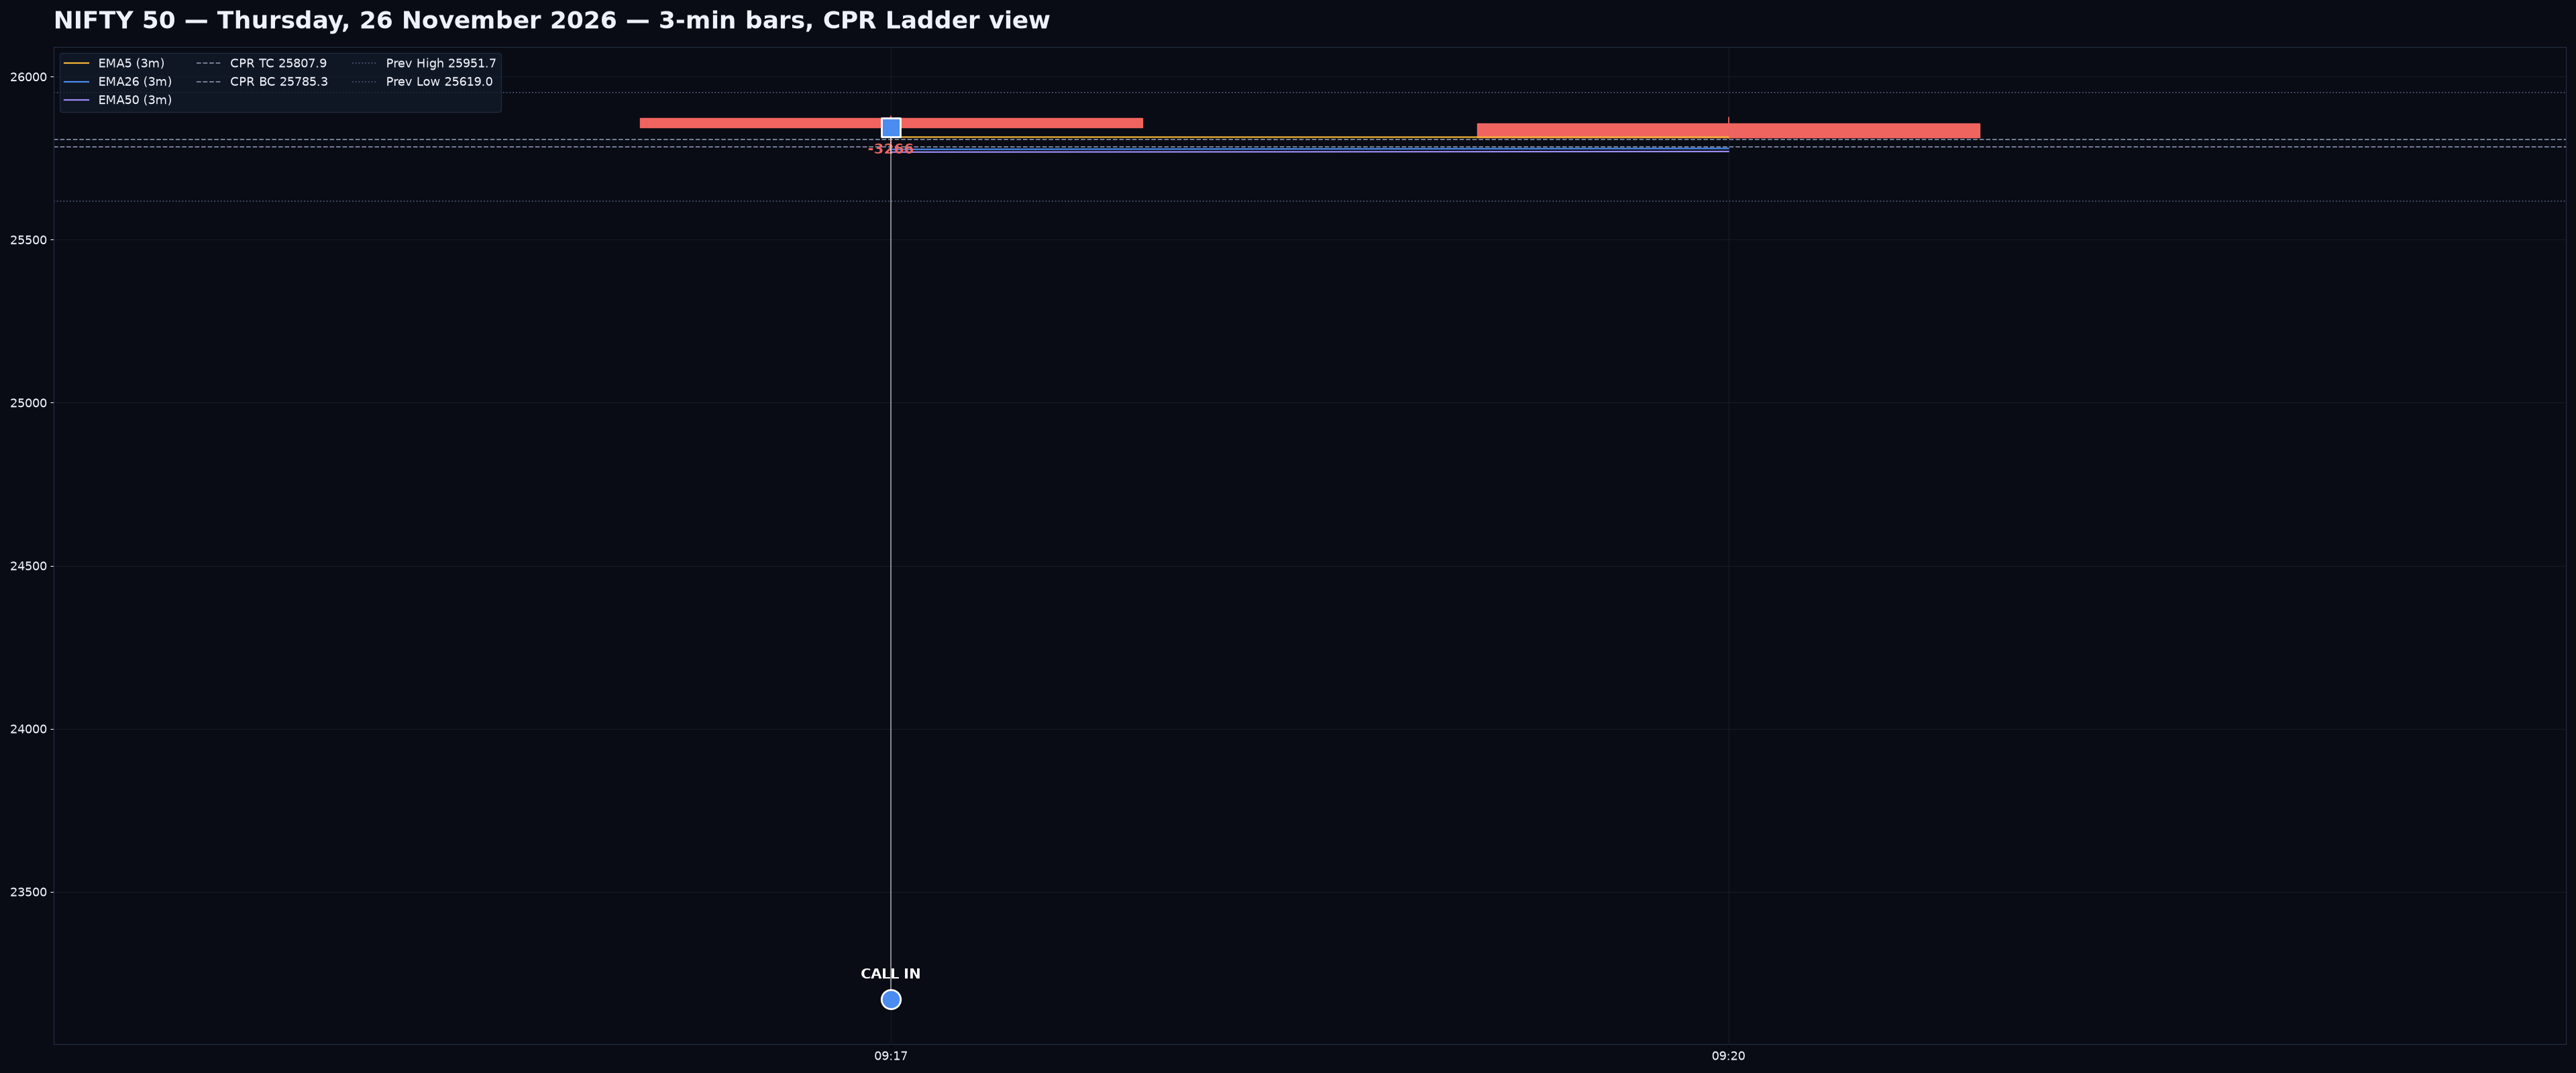 NIFTY 50 — Thursday, 26 November 2026 — 3-min bars, CPR Ladder view
EMA5 (3m)
EMA26 (3m)
EMA50 (3m)
CPR TC 25807.9
CPR BC 25785.3
Prev High 25951.7
Prev Low 25619.0
26000
25500
25000
24500
24000
23500
-3266
CALL IN
09:17
09:20